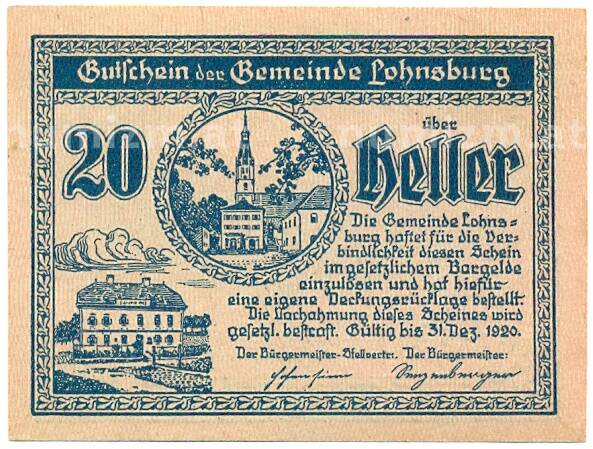 Gutschein der Gemeinde Lohnsburg
über
20 Heller
Die Gemeinde Lohns=
burg haftet für die Ver=
bindlichkeit diesen Schein
im gesetzlichem Bargelde
einzulösen und hat hiefür
eine eigene Deckungsrücklage bestellt.
Die Nachahmung dieses Scheines wird
gesetzl. bestraft. Gültig bis 31. Dez. 1920.
Der Bürgermeister-Stellvertr. Der Bürgermeister:
Senzenberger